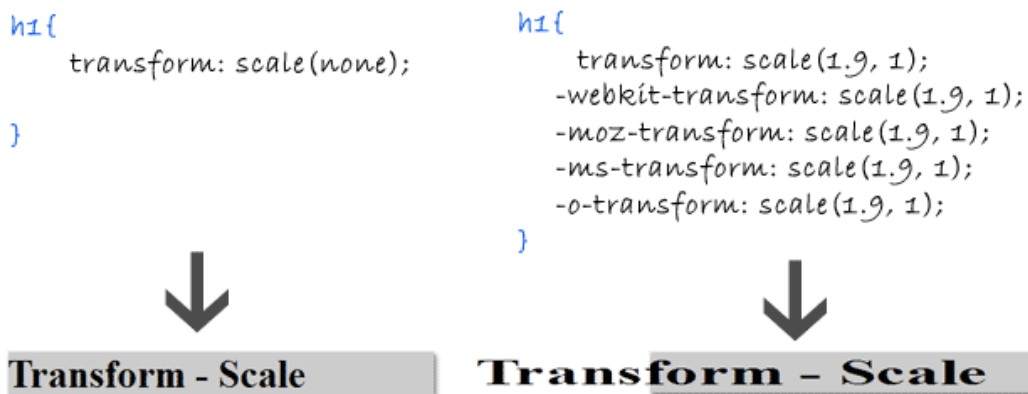 h1{
transform: scale(none);
}
Transform - Scale
h1{
transform: scale(1.9, 1);
-webkit-transform: scale(1.9, 1);
-moz-transform: scale(1.9, 1);
-ms-transform: scale(1.9, 1);
-o-transform: scale(1.9, 1);
}
Transform - Scale